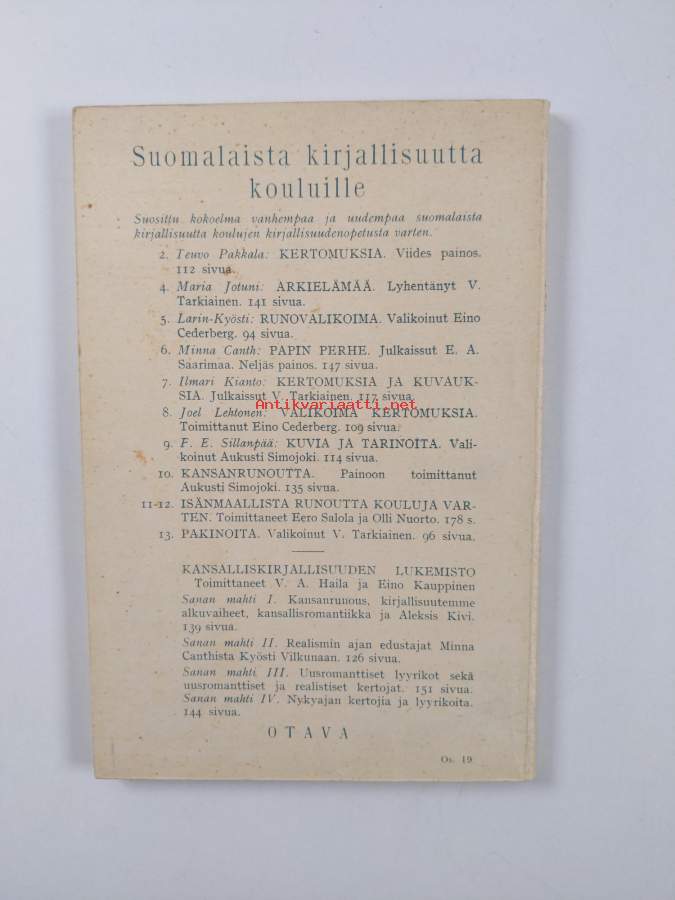 Suomalaista kirjallisuutta
kouluille
Suosittu kokoelma vanhempaa ja uudempaa suomalaista
kirjallisuutta koulujen kirjallisuudenopetusta varten.
2. Teuvo Pakkala: KERTOMUKSIA. Viides painos.
112 sivua.
4. Maria Jotuni: ARKIELÄMÄÄ. Lyhentänyt V.
Tarkiainen. 141 sivua.
5. Larin-Kyösti: RUNOVALIKOIMA. Valikoinut Eino
Cederberg. 94 sivua.
6. Minna Canth: PAPIN PERHE. Julkaissut E. A.
Saarimaa. Neljäs painos. 147 sivua.
7. Ilmari Kianto: KERTOMUKSIA JA KUVAUK-
SIA. Julkaissut V. Tarkiainen. 117 sivua.
Antikvariaatti.net
8. Joel Lehtonen: VALIKOIMA KERTOMUKSIA.
Toimittanut Eino Cederberg. 109 sivua.
9. F. E. Sillanpää: KUVIA JA TARINOITA. Vali-
koinut Aukusti Simojoki. 114 sivua.
10. KANSANRUNOUTTA. Painoon toimittanut
Aukusti Simojoki. 135 sivua.
11-12. ISÄNMAALLISTA RUNOUTTA KOULUJA VAR-
TEN. Toimittaneet Eero Salola ja Olli Nuorto. 178 s.
13. PAKINOITA. Valikoinut V. Tarkiainen. 96 sivua.
KANSALLISKIRJALLISUUDEN LUKEMISTO
Toimittaneet V. A. Haila ja Eino Kauppinen
Sanan mahti I. Kansanrunous, kirjallisuutemme
alkuvaiheet, kansallisromantiikka ja Aleksis Kivi.
139 sivua.
Sanan mahti II. Realismin ajan edustajat Minna
Canthista Kyösti Vilkunaan. 126 sivua.
Sanan mahti III. Uusromanttiset lyyrikot sekä
uusromanttiset ja realistiset kertojat. 151 sivua.
Sanan mahti IV. Nykyajan kertojia ja lyyrikoita.
144 sivua.
OTAVA
Os. 19